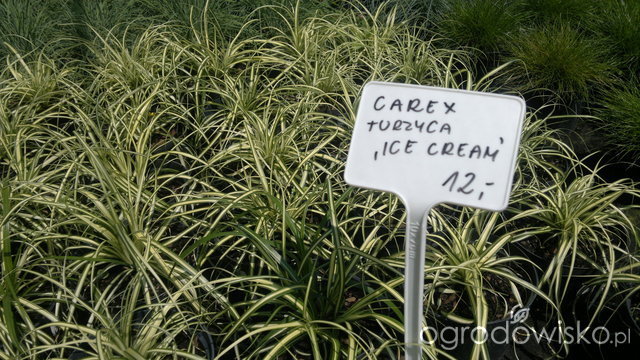 CAREX
TURZYCA
‚ICE CREAM'
12,-
ogrodowisko.pl